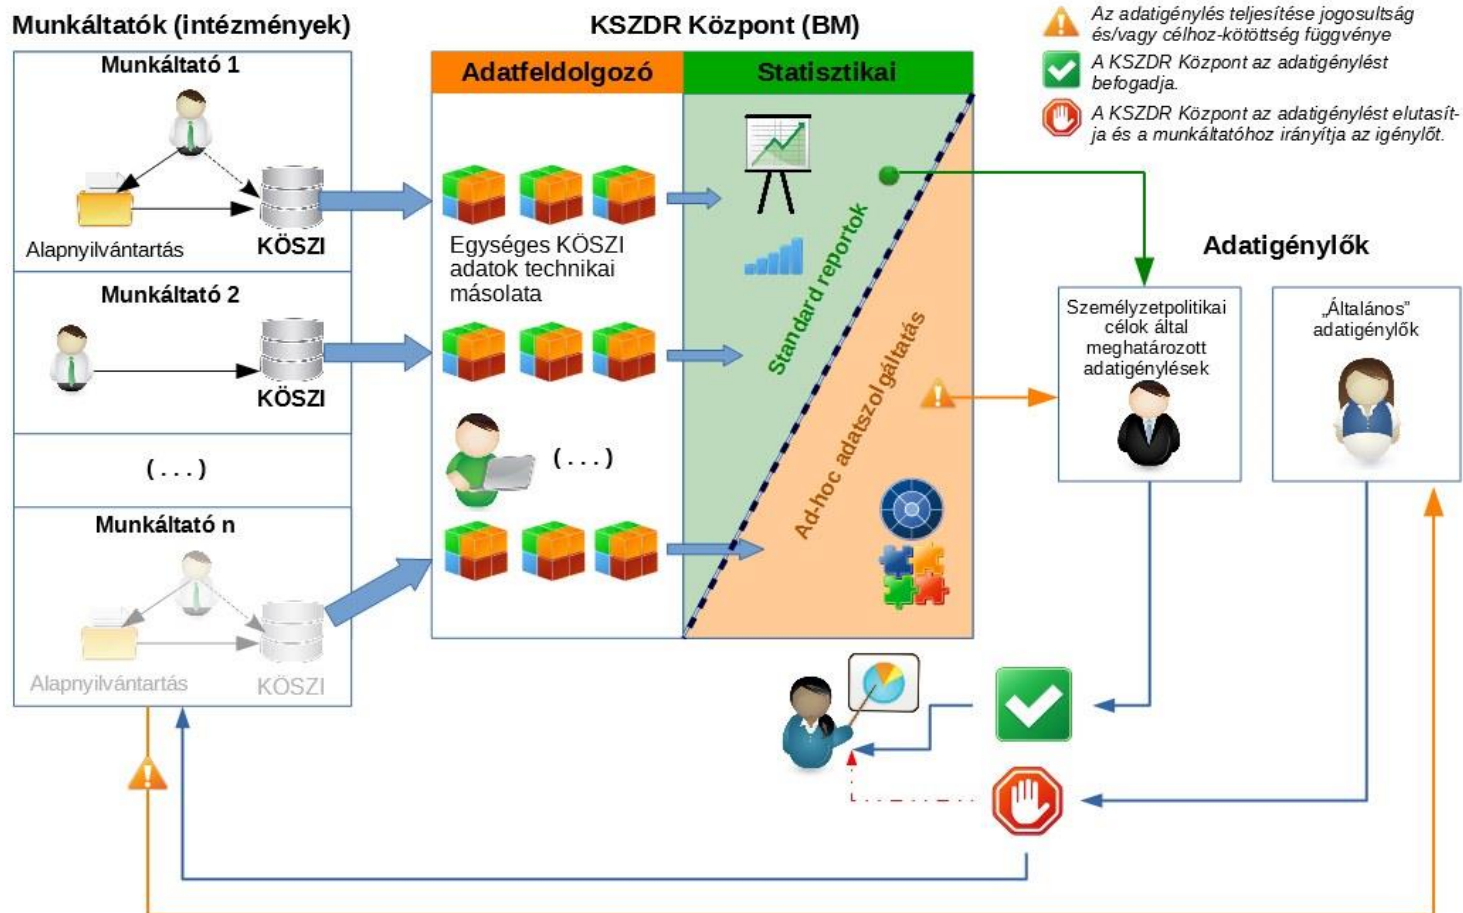 Munkáltatók (intézmények)
Munkáltató 1
Alapnyilvántartás
KÖSZI
Munkáltató 2
KÖSZI
( . . . )
Munkáltató n
Alapnyilvántartás
KÖSZI
KSZDR Központ (BM)
Adatfeldolgozó
Statisztikai
Egységes KÖSZI
adatok technikai
másolata
( . . . )
Standard reportok
Ad-hoc adatszolgáltatás
Az adatigénylés teljesítése jogosultság
és/vagy célhoz-kötöttség függvénye
A KSZDR Központ az adatigénylést
befogadja.
A KSZDR Központ az adatigénylést elutasít-
ja és a munkáltatóhoz irányítja az igénylőt.
Adatigénylők
Személyzetpolitikai
célok által
meghatározott
adatigénylések
„Általános”
adatigénylők